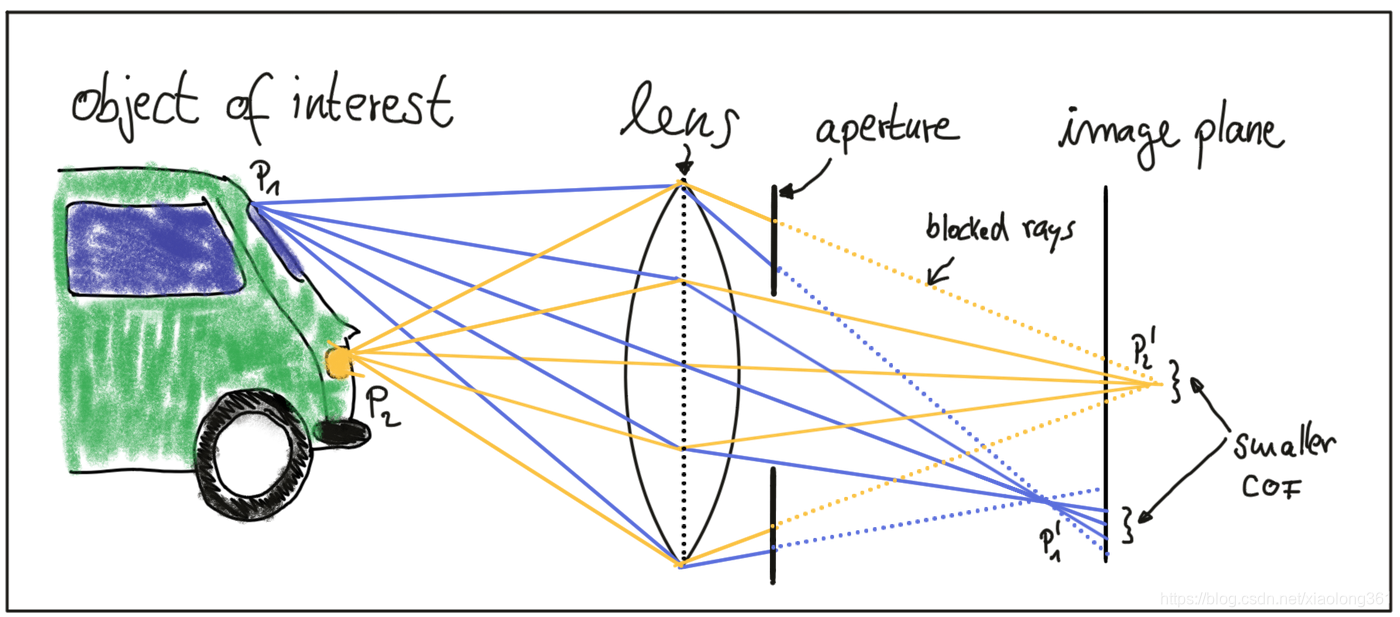 object of interest
lens
aperture
image plane
P1
blocked rays
P2'
P2
smaller
COF
P1'
https://blog.csdn.net/xiaolong361